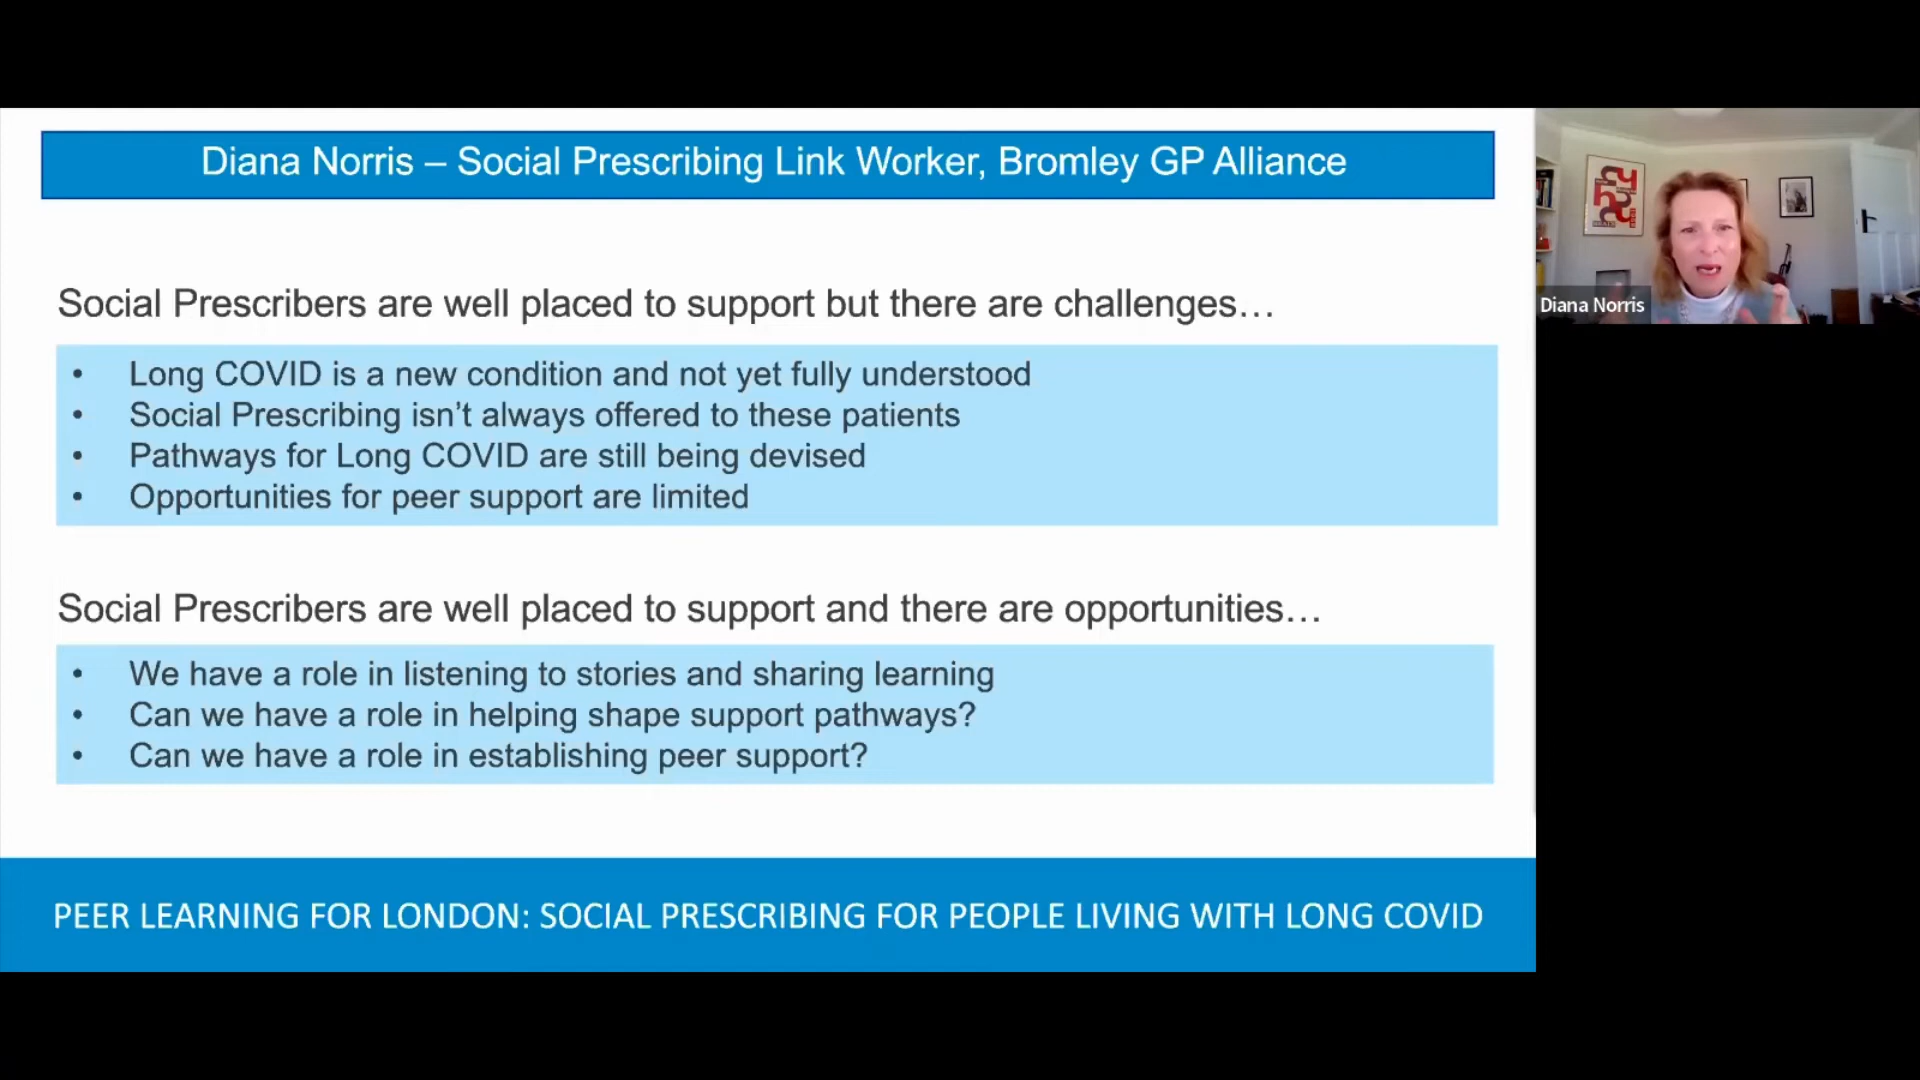 Diana Norris – Social Prescribing Link Worker, Bromley GP Alliance
Social Prescribers are well placed to support but there are challenges…
• Long COVID is a new condition and not yet fully understood
• Social Prescribing isn’t always offered to these patients
• Pathways for Long COVID are still being devised
• Opportunities for peer support are limited
Social Prescribers are well placed to support and there are opportunities…
• We have a role in listening to stories and sharing learning
• Can we have a role in helping shape support pathways?
• Can we have a role in establishing peer support?
PEER LEARNING FOR LONDON: SOCIAL PRESCRIBING FOR PEOPLE LIVING WITH LONG COVID
Diana Norris